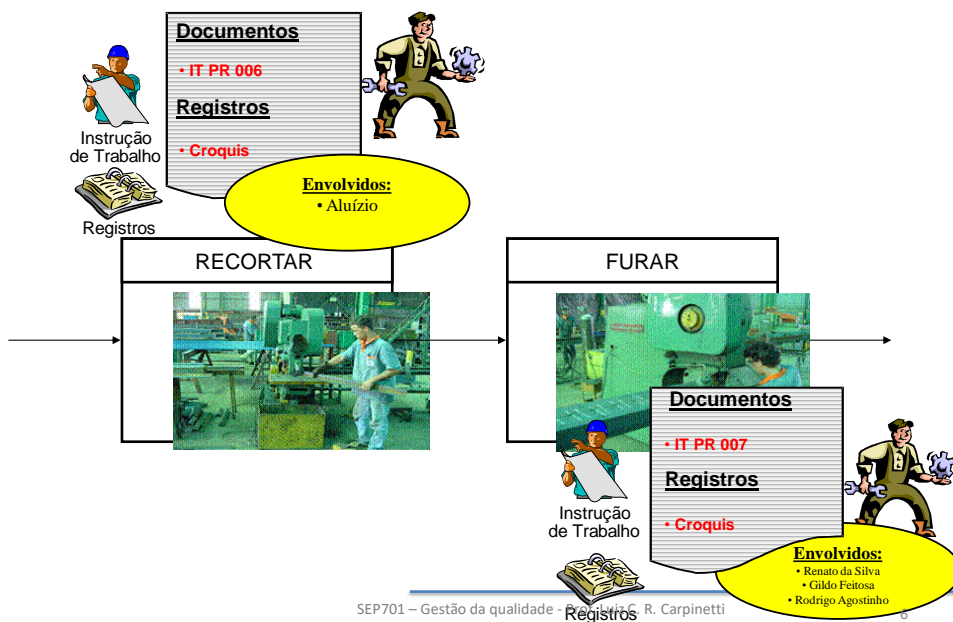 Documentos
• IT PR 006
Registros
• Croquis
Instrução
de Trabalho
Registros
Envolvidos:
• Aluízio
RECORTAR
FURAR
Documentos
• IT PR 007
Registros
• Croquis
Instrução
de Trabalho
Registros
Envolvidos:
• Renato da Silva
• Gildo Feitosa
• Rodrigo Agostinho
SEP701 – Gestão da qualidade - Prof. Luiz C. R. Carpinetti
6